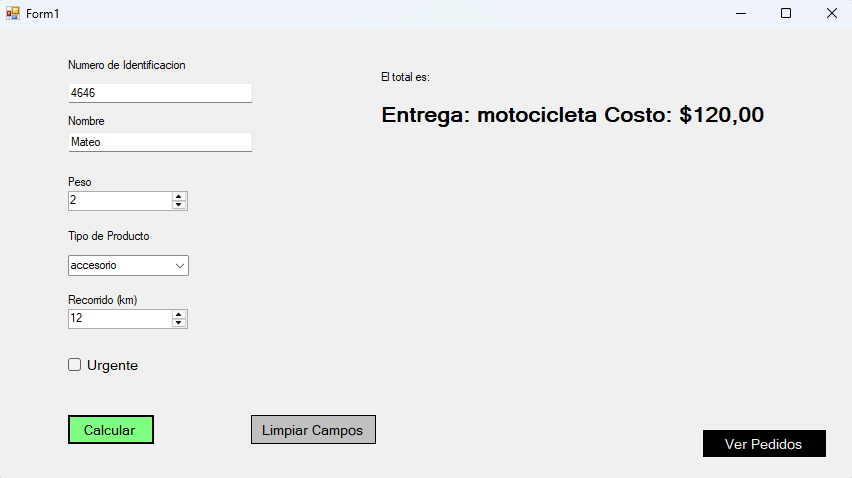 Form1
Numero de Identificacion
4646
Nombre
Mateo
Peso
2
Tipo de Producto
accesorio
Recorrido (km)
12
Urgente
Calcular
Limpiar Campos
El total es:
Entrega: motocicleta Costo: $120,00
Ver Pedidos